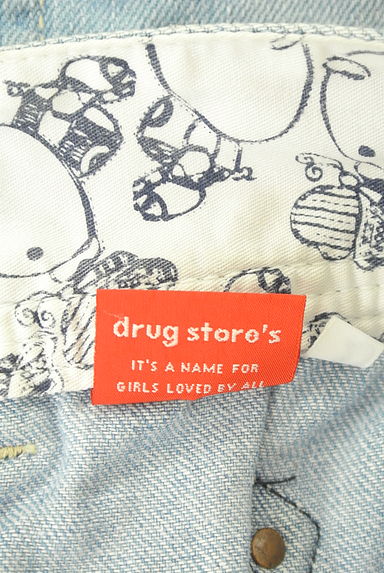 drug store's
IT'S A NAME FOR
GIRLS LOVED BY ALL